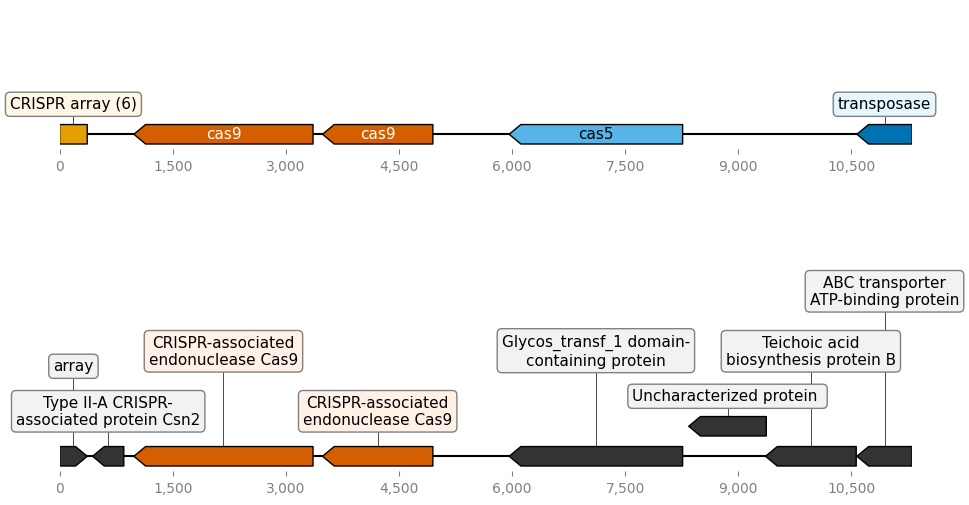 CRISPR array (6)
transposase
cas9
cas9
cas5
0
1,500
3,000
4,500
6,000
7,500
9,000
10,500
ABC transporter
ATP-binding protein
CRISPR-associated
endonuclease Cas9
Glycos_transf_1 domain-
containing protein
Teichoic acid
biosynthesis protein B
array
Uncharacterized protein
Type II-A CRISPR-
associated protein Csn2
CRISPR-associated
endonuclease Cas9
0
1,500
3,000
4,500
6,000
7,500
9,000
10,500